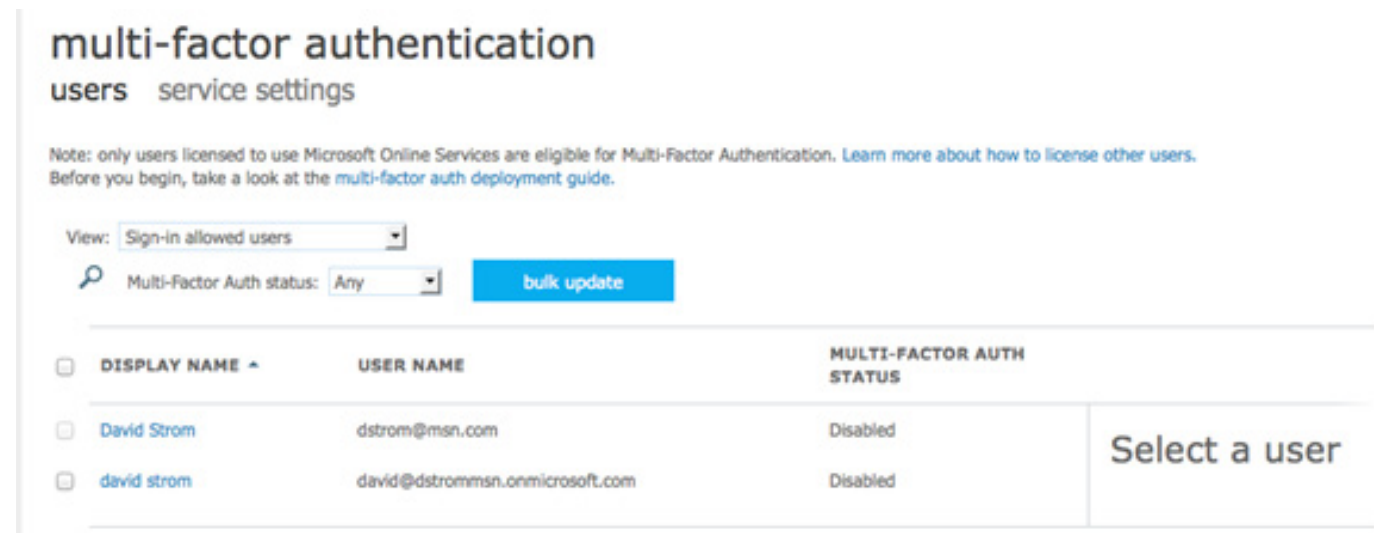 multi-factor authentication
users service settings
Note: only users licensed to use Microsoft Online Services are eligible for Multi-Factor Authentication. Learn more about how to license other users.
Before you begin, take a look at the multi-factor auth deployment guide.
View: Sign-in allowed users
Multi-Factor Auth status: Any bulk update
DISPLAY NAME USER NAME MULTI-FACTOR AUTH
STATUS
David Strom dstrom@msn.com Disabled
Select a user
david strom david@dstrommsn.onmicrosoft.com Disabled